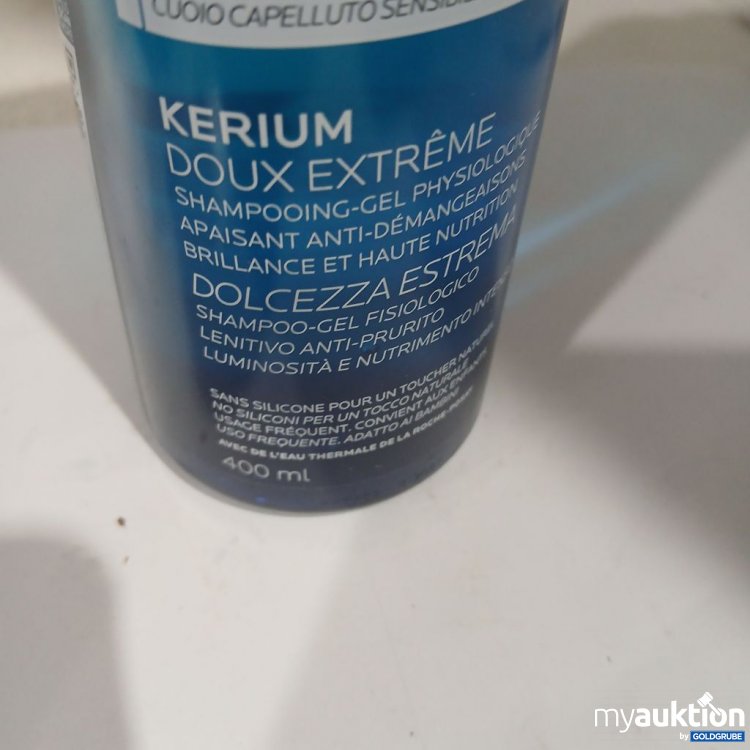 CUOIO CAPELLUTO
KERIUM
DOUX EXTRÊME
SHAMPOOING-GEL PHYSIOLOGIQUE
APAISANT ANTI-DÉMANGEAISONS
BRILLANCE ET HAUTE NUTRITION
DOLCEZZA ESTREMA
SHAMPOO-GEL FISIOLOGICO
LENITIVO ANTI-PRURITO
LUMINOSITÀ E NUTRIMENTO
SANS SILICONE POUR UN TOUCHER NATUREL
NO SILICONI PER UN TOCCO NATURALE
USAGE FRÉQUENT. CONVIENT AUX ENFANTS
USO FREQUENTE. ADATTO AI BAMBINI
AVEC DE L'EAU THERMALE DE LA ROCHE-POSAY
400 ml
myauktion
by GOLDGRUBE